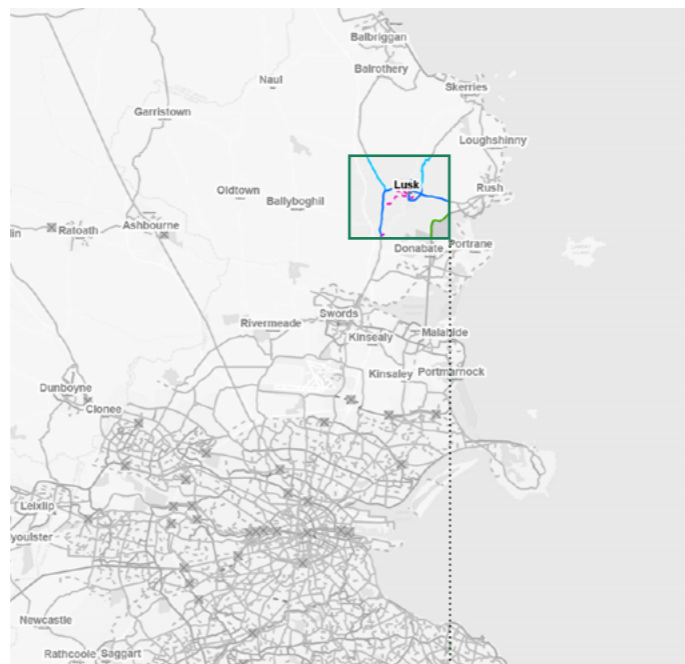 Balbriggan
Balrothery
Naul
Skerries
Garristown
Loughshinny
Lusk
Oldtown
Rush
Ballyboghil
Ratoath
Ashbourne
Donabate
Portrane
Swords
Rivermeade
Malahide
Kinsealy
Kinsaley
Portmarnock
Dunboyne
Clonee
Leixlip
Newcastle
Rathcoole
Saggart